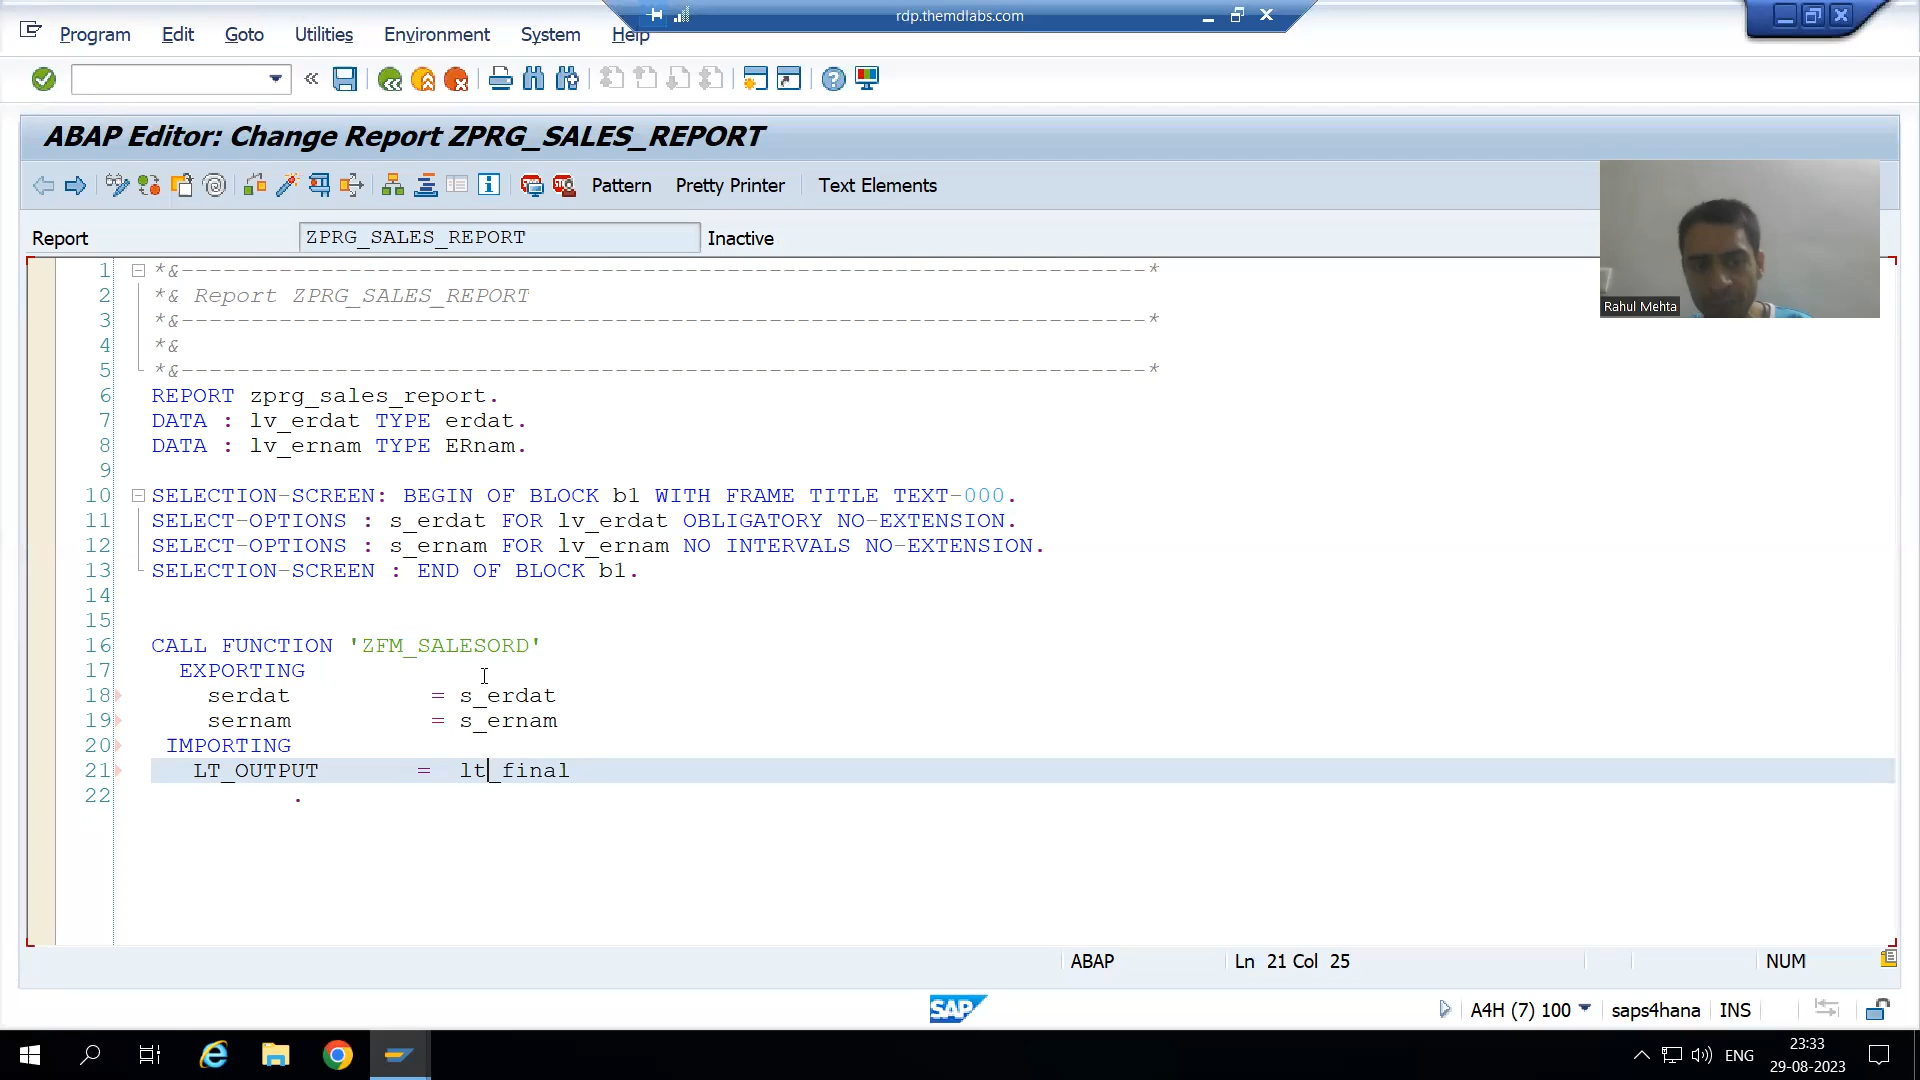 rdp.themdlabs.com
Program Edit Goto Utilities Environment System Help
ABAP Editor: Change Report ZPRG_SALES_REPORT
Pattern Pretty Printer Text Elements
Report ZPRG_SALES_REPORT Inactive
Rahul Mehta
1 *&---------------------------------------------------------------------*
2 *& Report ZPRG_SALES_REPORT
3 *&---------------------------------------------------------------------*
4 *&
5 *&---------------------------------------------------------------------*
6 REPORT zprg_sales_report.
7 DATA : lv_erdat TYPE erdat.
8 DATA : lv_ernam TYPE ERnam.
9
10 SELECTION-SCREEN: BEGIN OF BLOCK b1 WITH FRAME TITLE TEXT-000.
11 SELECT-OPTIONS : s_erdat FOR lv_erdat OBLIGATORY NO-EXTENSION.
12 SELECT-OPTIONS : s_ernam FOR lv_ernam NO INTERVALS NO-EXTENSION.
13 SELECTION-SCREEN : END OF BLOCK b1.
14
15
16 CALL FUNCTION 'ZFM_SALESORD'
17 EXPORTING
18 serdat = s_erdat
19 sernam = s_ernam
20 IMPORTING
21 LT_OUTPUT = lt_final
22 .
ABAP Ln 21 Col 25 NUM
SAP A4H (7) 100 saps4hana INS
ENG 23:33
29-08-2023